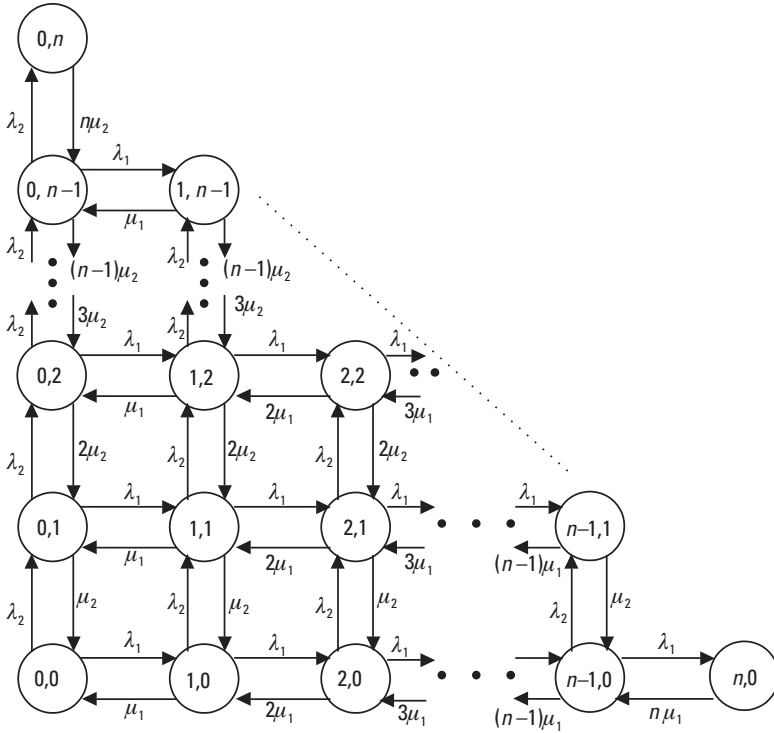 0,n
λ₂ nμ₂
λ₁
0, n−1 1, n−1
μ₁
λ₂ (n−1)μ₂ λ₂ (n−1)μ₂
λ₂ 3μ₂ λ₂ 3μ₂
λ₁ λ₁ λ₁
0,2 1,2 2,2
μ₁ 2μ₁ 3μ₁
λ₂ 2μ₂ λ₂ 2μ₂ λ₂ 2μ₂
λ₁ λ₁ λ₁ λ₁
0,1 1,1 2,1 n−1,1
μ₁ 2μ₁ 3μ₁ (n−1)μ₁
λ₂ μ₂ λ₂ μ₂ λ₂ μ₂ λ₂ μ₂
λ₁ λ₁ λ₁ λ₁
0,0 1,0 2,0 n−1,0 n,0
μ₁ 2μ₁ 3μ₁ (n−1)μ₁ nμ₁